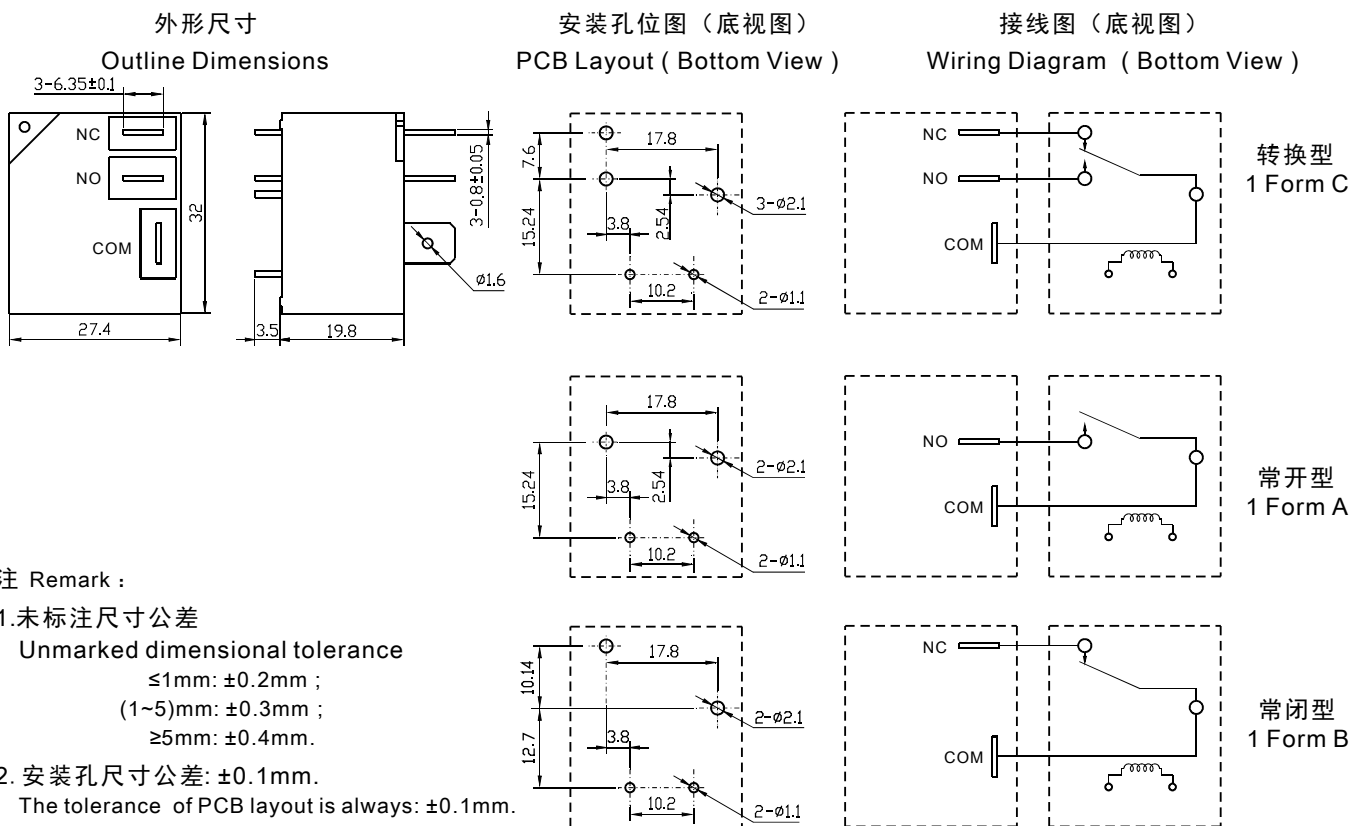 外形尺寸
Outline Dimensions
3-6.35±0.1
NC
NO
COM
32
27.4
3-0.8±0.05
ø1.6
3.5
19.8
安装孔位图（底视图）
PCB Layout ( Bottom View )
17.8
7.6
15.24
3.8
2.54
3-ø2.1
10.2
2-ø1.1
接线图（底视图）
Wiring Diagram ( Bottom View )
NC
NO
COM
转换型
1 Form C
17.8
15.24
3.8
2.54
2-ø2.1
10.2
2-ø1.1
NO
COM
常开型
1 Form A
注 Remark :
1.未标注尺寸公差
Unmarked dimensional tolerance
≤1mm: ±0.2mm ;
(1~5)mm: ±0.3mm ;
≥5mm: ±0.4mm.
2. 安装孔尺寸公差: ±0.1mm.
The tolerance of PCB layout is always: ±0.1mm.
17.8
10.14
12.7
3.8
2-ø2.1
10.2
2-ø1.1
NC
COM
常闭型
1 Form B